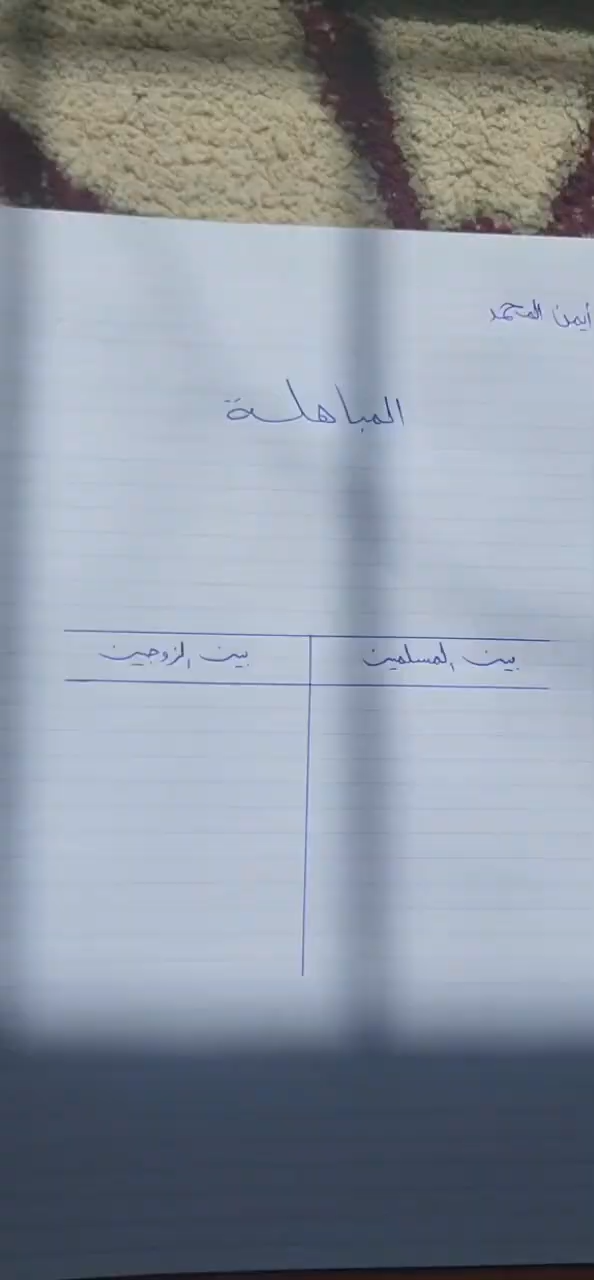 أيمن المحمد
المباهلة
بين المسلمين
بين الزوجين